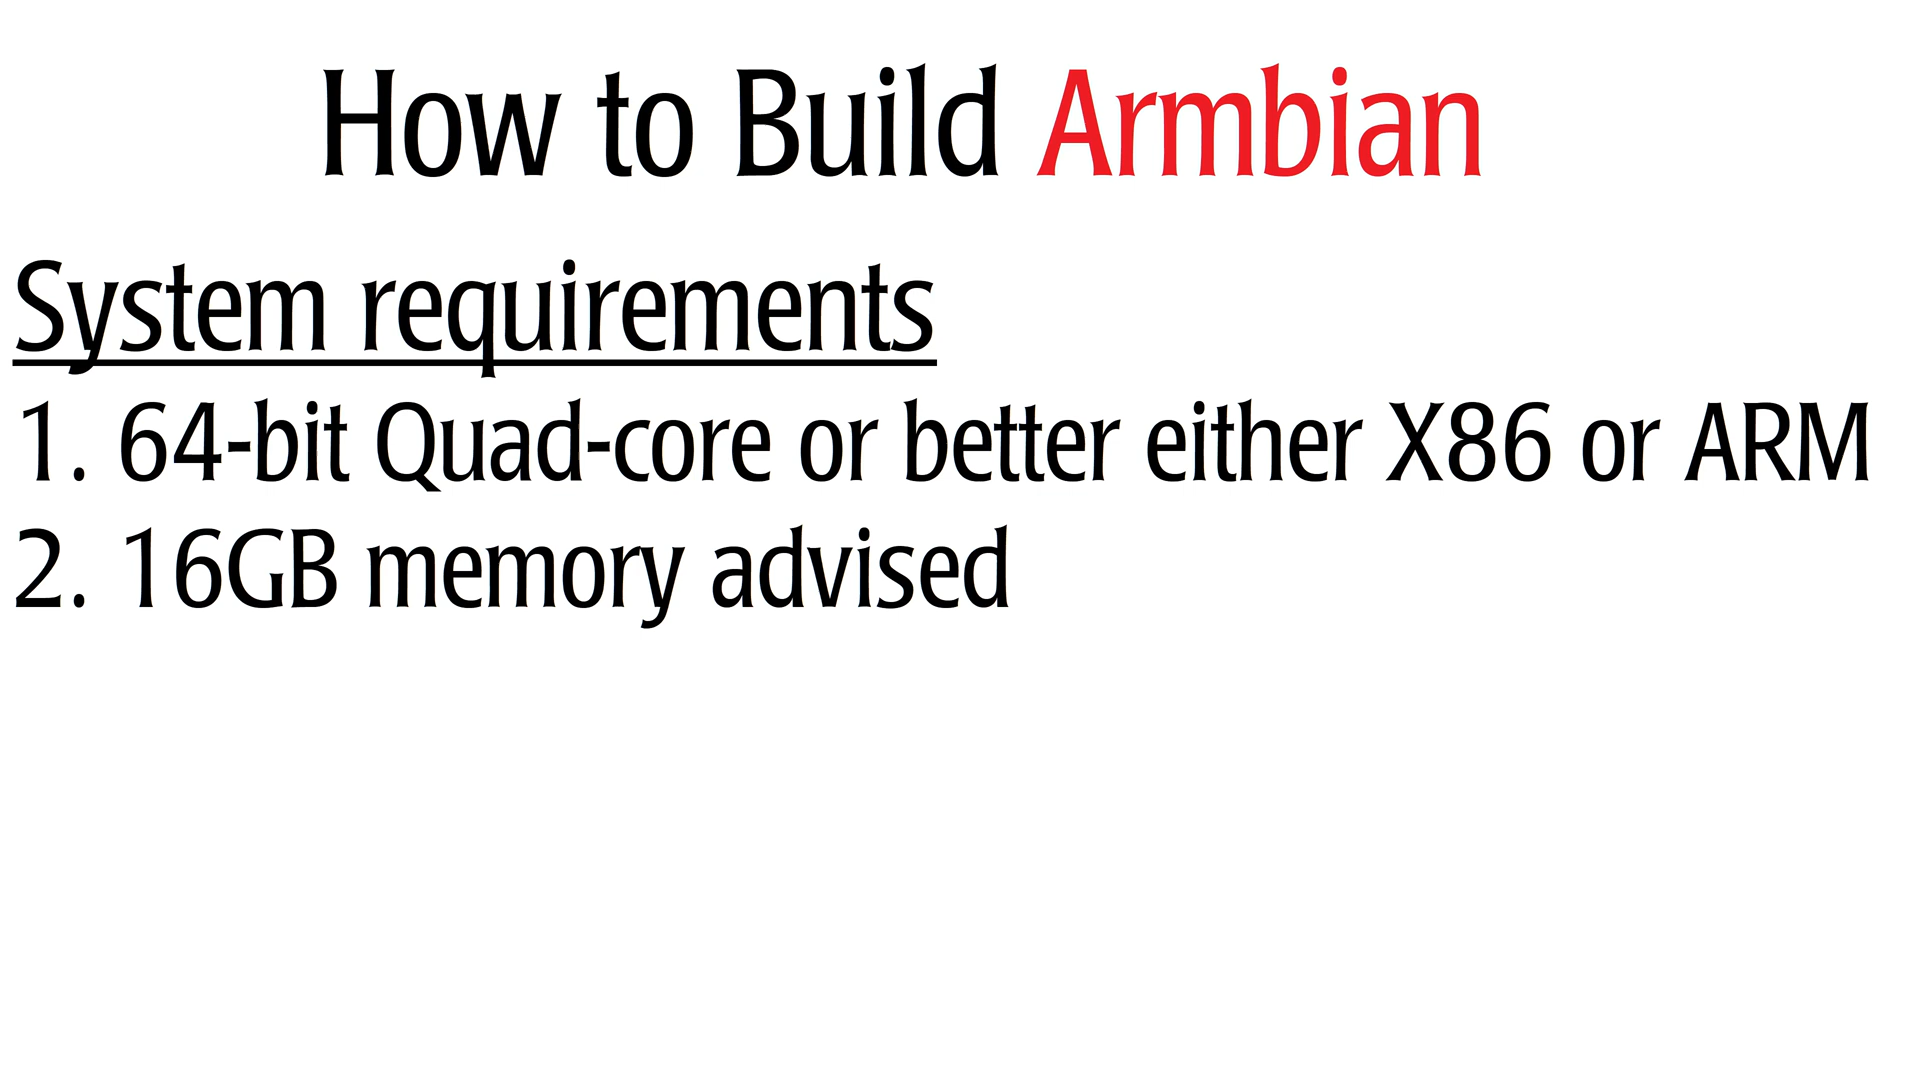 How to Build Armbian
System requirements
1. 64-bit Quad-core or better either X86 or ARM
2. 16GB memory advised